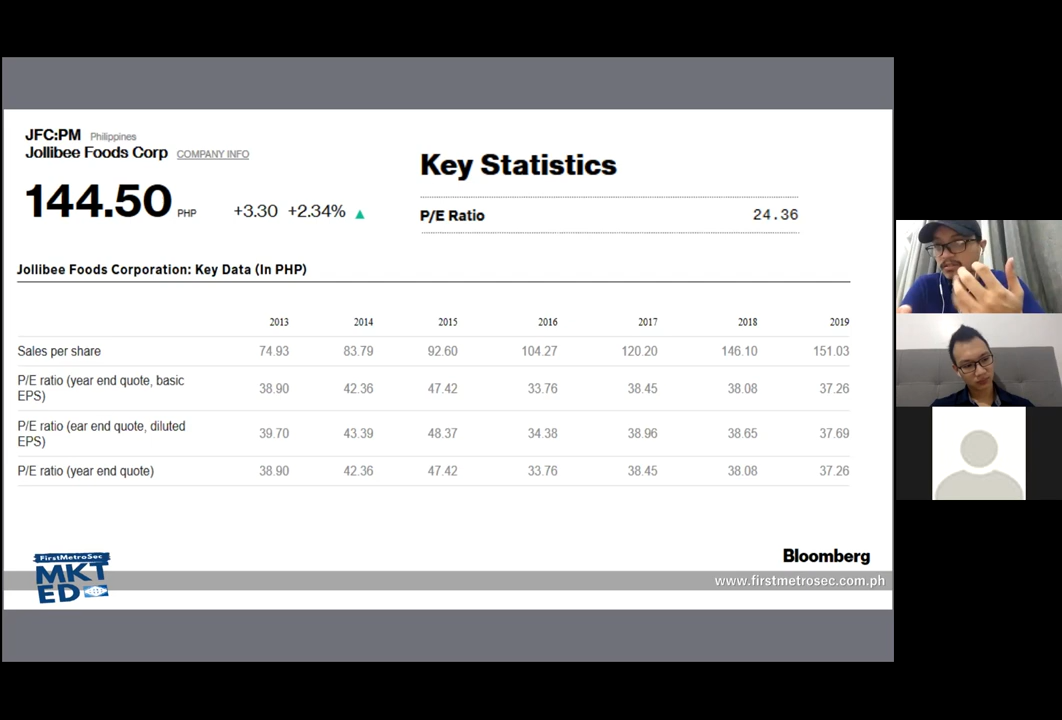 JFC:PM Philippines
Jollibee Foods Corp COMPANY INFO
144.50 PHP +3.30 +2.34%
Key Statistics
P/E Ratio 24.36
Jollibee Foods Corporation: Key Data (In PHP)
2013 2014 2015 2016 2017 2018 2019
Sales per share 74.93 83.79 92.60 104.27 120.20 146.10 151.03
P/E ratio (year end quote, basic
EPS) 38.90 42.36 47.42 33.76 38.45 38.08 37.26
P/E ratio (ear end quote, diluted
EPS) 39.70 43.39 48.37 34.38 38.96 38.65 37.69
P/E ratio (year end quote) 38.90 42.36 47.42 33.76 38.45 38.08 37.26
FirstMetroSec
MKT
ED
Bloomberg
www.firstmetrosec.com.ph